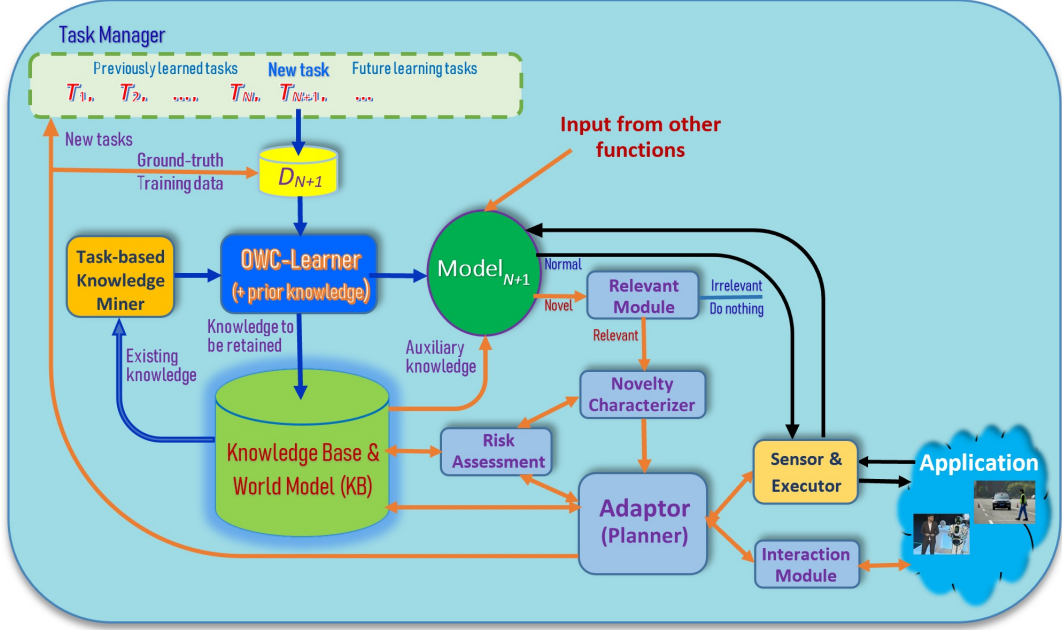 Task Manager
Previously learned tasks New task Future learning tasks
T1, T2, ...., TN, TN+1, ...
New tasks
Ground-truth
Training data
DN+1
Input from other
functions
Task-based
Knowledge
Miner
OWC-Learner
(+ prior knowledge)
ModelN+1
Normal
Novel
Relevant
Module
Irrelevant
Do nothing
Relevant
Knowledge to
be retained
Auxiliary
knowledge
Existing
knowledge
Novelty
Characterizer
Knowledge Base &
World Model (KB)
Risk
Assessment
Sensor &
Executor
Application
Adaptor
(Planner)
Interaction
Module